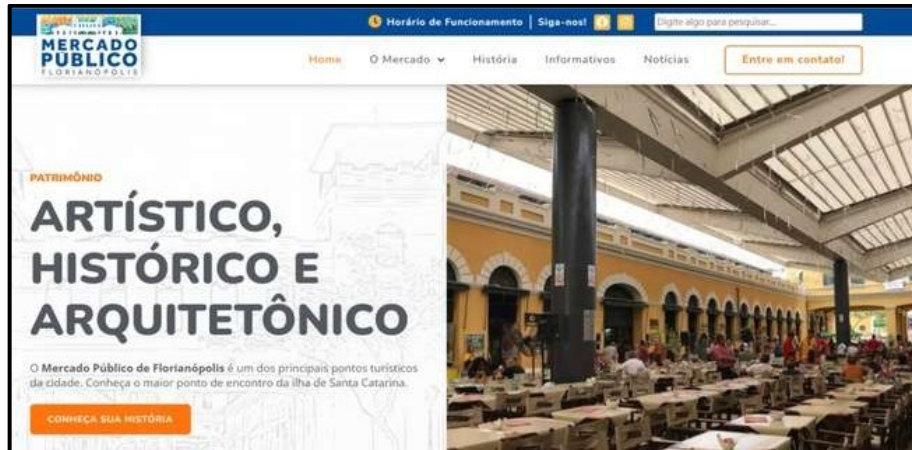 Horário de Funcionamento | Siga-nos! Digite algo para pesquisar...
MERCADO
PÚBLICO
FLORIANÓPOLIS
Home O Mercado História Informativos Notícias Entre em contato!
PATRIMÔNIO
ARTÍSTICO,
HISTÓRICO E
ARQUITETÔNICO
O Mercado Público de Florianópolis é um dos principais pontos turísticos
da cidade. Conheça o maior ponto de encontro da ilha de Santa Catarina.
CONHEÇA SUA HISTÓRIA